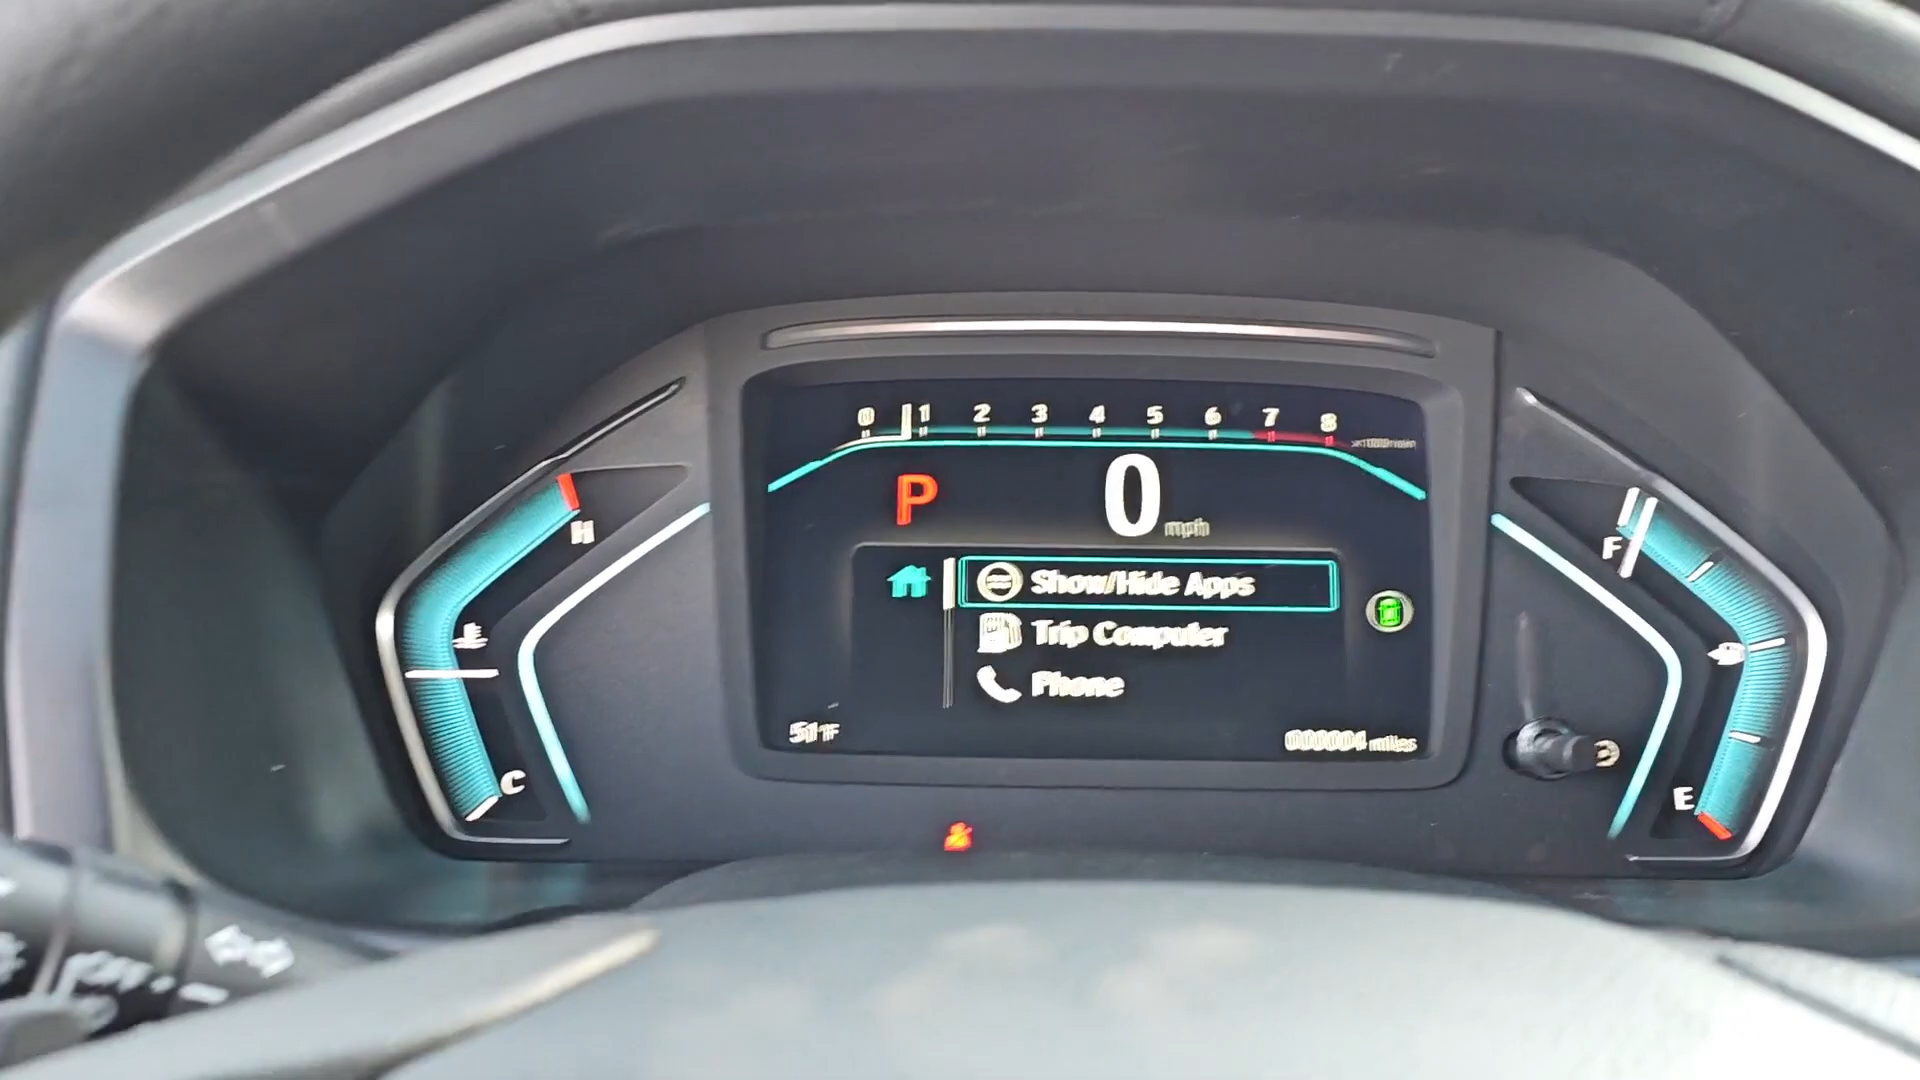 0 1 2 3 4 5 6 7 8
P 0 mph
H F
Show/Hide Apps
Trip Computer
Phone
51°F
miles
C E